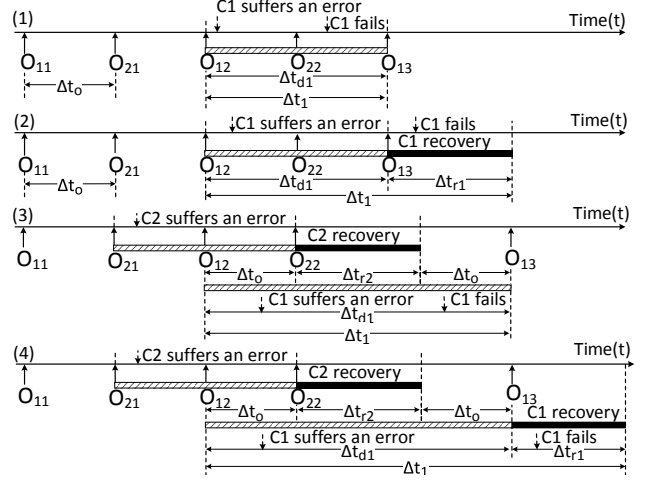 C1 suffers an error
(1) C1 fails Time(t)
O11 O21 O12 O22 O13
Δto Δtd1
Δt1
(2) C1 suffers an error C1 fails Time(t)
C1 recovery
O11 O21 O12 O22 O13
Δto Δtd1 Δtr1
Δt1
(3) C2 suffers an error Time(t)
C2 recovery
O11 O21 O12 O22 O13
Δto Δtr2 Δto
C1 suffers an error C1 fails
Δtd1
Δt1
(4) C2 suffers an error Time(t)
C2 recovery
O11 O21 O12 O22 O13
Δto Δtr2 Δto C1 recovery
C1 suffers an error C1 fails
Δtd1 Δtr1
Δt1